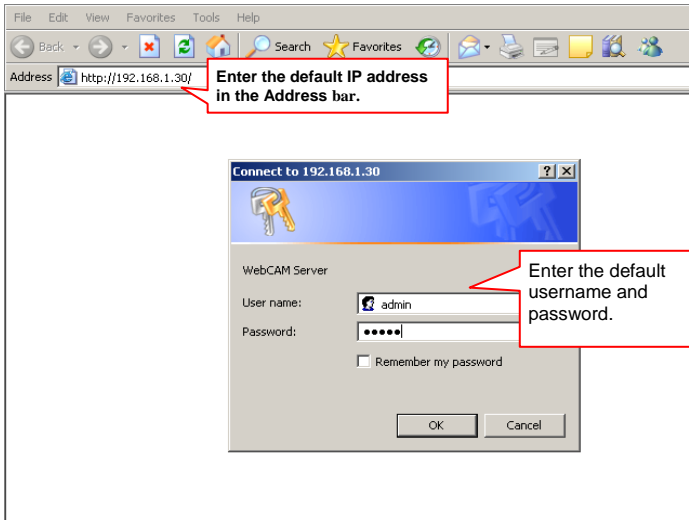 File Edit View Favorites Tools Help
Back Search Favorites
Address http://192.168.1.30/
Enter the default IP address
in the Address bar.
Connect to 192.168.1.30
WebCAM Server
Enter the default
username and
password.
User name: admin
Password: •••••
Remember my password
OK Cancel